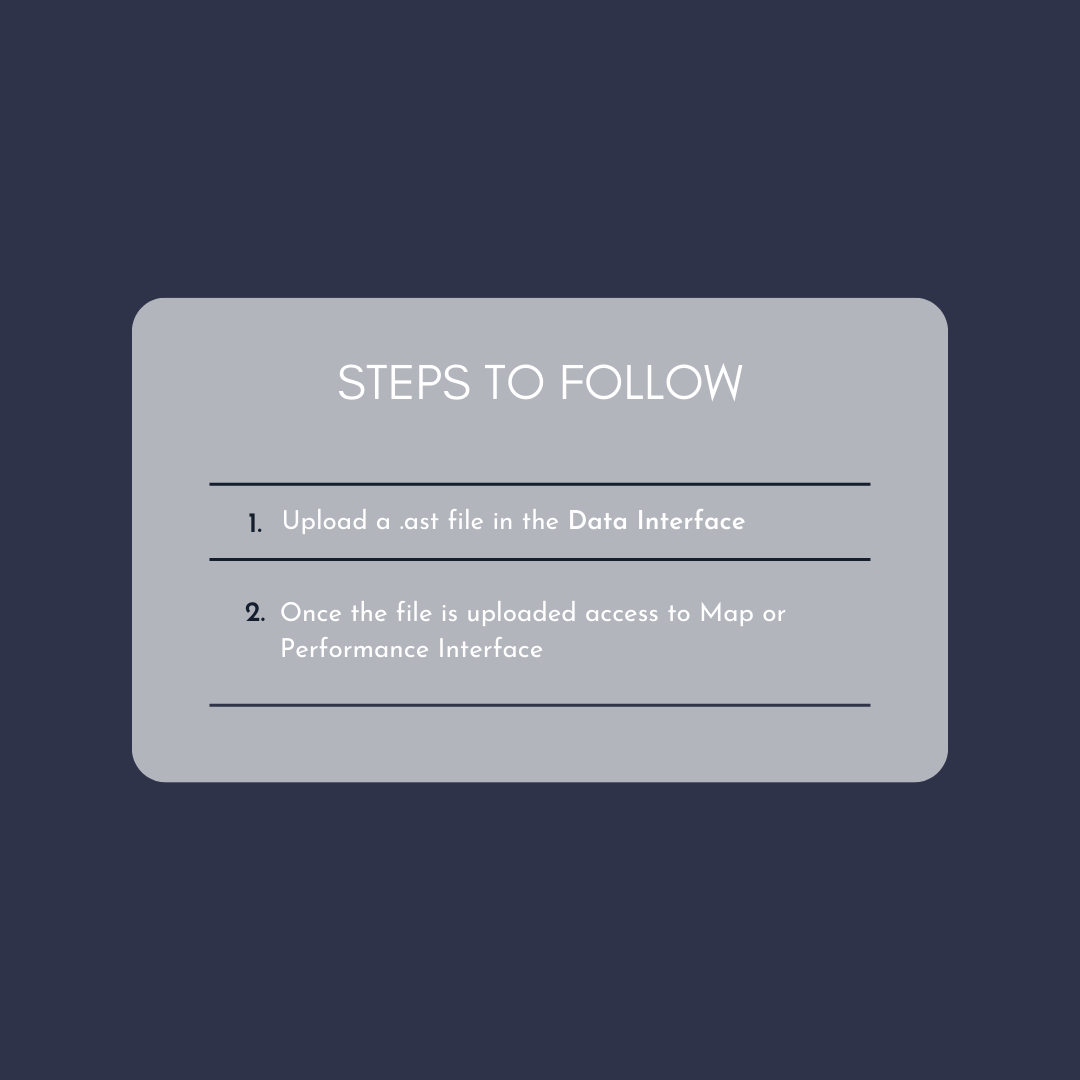 STEPS TO FOLLOW
1. Upload a .ast file in the Data Interface
2. Once the file is uploaded access to Map or
Performance Interface